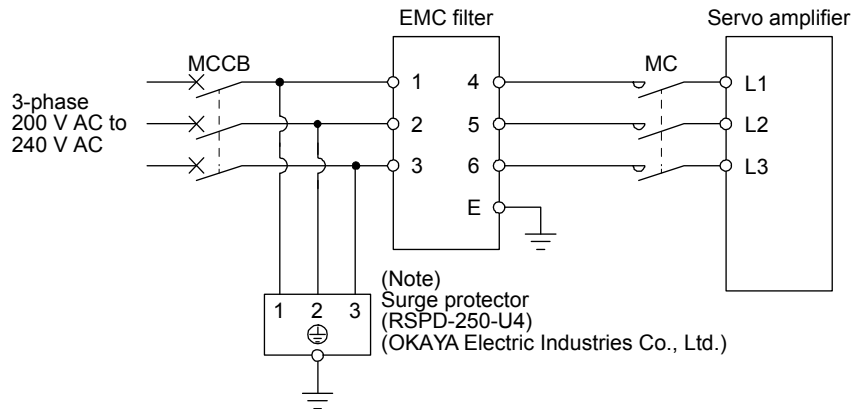 EMC filter
Servo amplifier
MCCB
MC
3-phase
200 V AC to
240 V AC
1
4
L1
2
5
L2
3
6
L3
E
(Note)
1 2 3
Surge protector
(RSPD-250-U4)
(OKAYA Electric Industries Co., Ltd.)